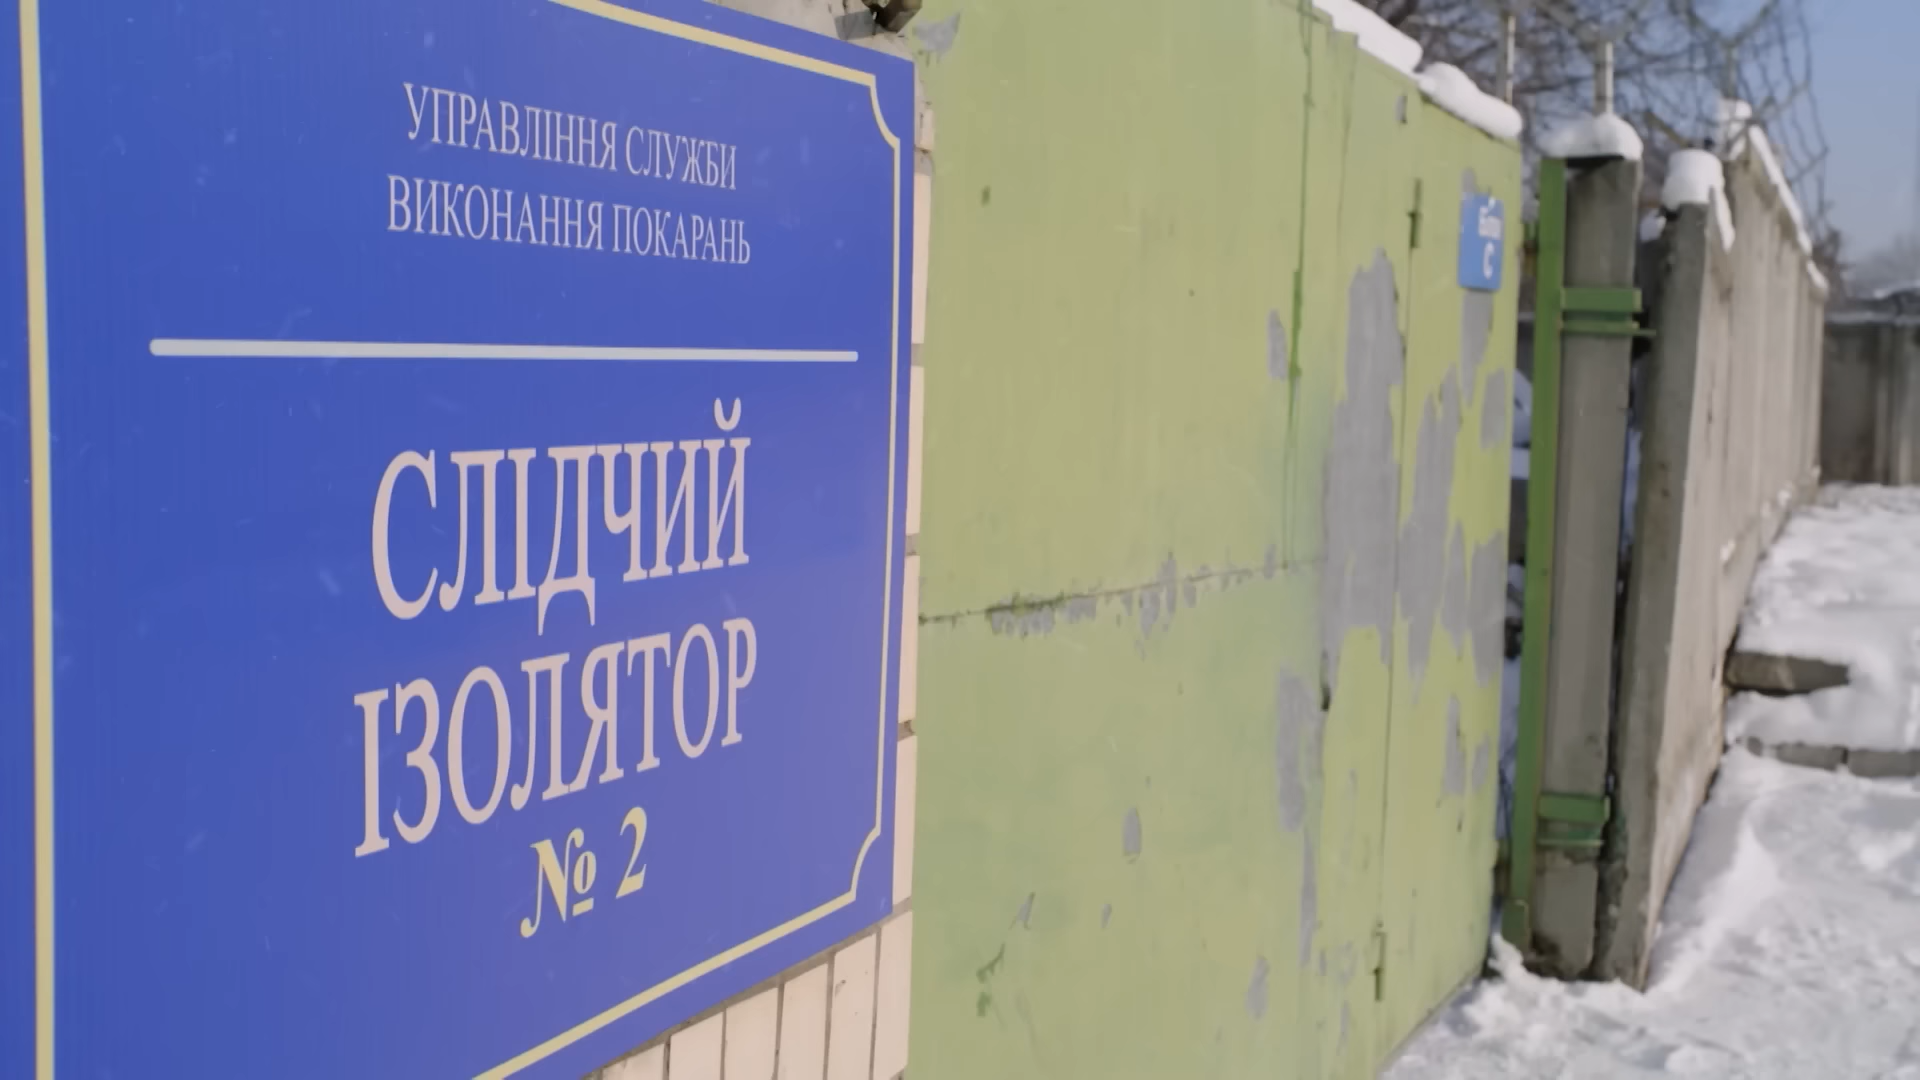 УПРАВЛІННЯ СЛУЖБИ
ВИКОНАННЯ ПОКАРАНЬ
СЛІДЧИЙ
ІЗОЛЯТОР
№ 2
С